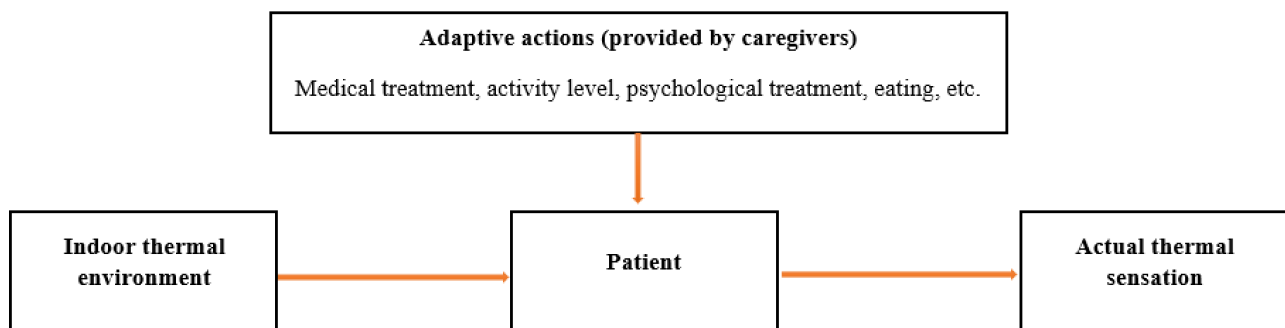 Adaptive actions (provided by caregivers)
Medical treatment, activity level, psychological treatment, eating, etc.
Indoor thermal
environment
Patient
Actual thermal
sensation